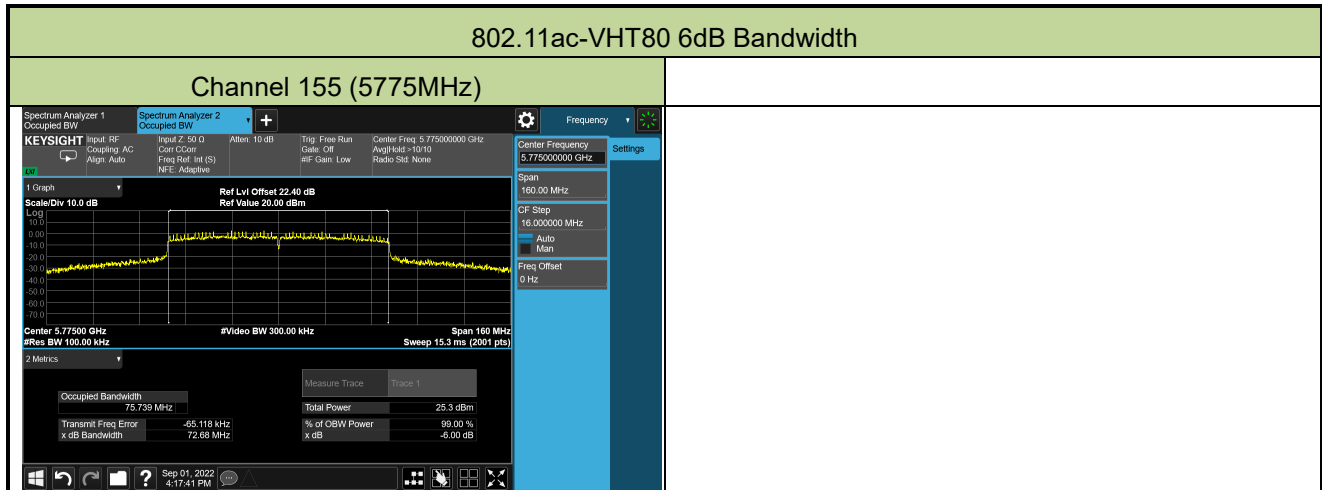 802.11ac-VHT80 6dB Bandwidth
Channel 155 (5775MHz)
Spectrum Analyzer 1
Occupied BW
Spectrum Analyzer 2
Occupied BW
Frequency
KEYSIGHT
Input: RF
Coupling: AC
Align: Auto
Input Z: 50 Ω
Corr CCorr
Freq Ref: Int (S)
NFE: Adaptive
Atten: 10 dB
Trig: Free Run
Gate: Off
#IF Gain: Low
Center Freq: 5.775000000 GHz
Avg|Hold:>10/10
Radio Std: None
LXI
Center Frequency
5.775000000 GHz
Settings
Span
160.00 MHz
CF Step
16.000000 MHz
Auto
Man
Freq Offset
0 Hz
1 Graph
Scale/Div 10.0 dB
Ref Lvl Offset 22.40 dB
Ref Value 20.00 dBm
Log
10.0
0.00
-10.0
-20.0
-30.0
-40.0
-50.0
-60.0
-70.0
Center 5.77500 GHz
#Video BW 300.00 kHz
Span 160 MHz
#Res BW 100.00 kHz
Sweep 15.3 ms (2001 pts)
2 Metrics
Measure Trace
Trace 1
Occupied Bandwidth
75.739 MHz
Total Power
25.3 dBm
Transmit Freq Error
-65.118 kHz
% of OBW Power
99.00 %
x dB Bandwidth
72.68 MHz
x dB
-6.00 dB
?
Sep 01, 2022
4:17:41 PM